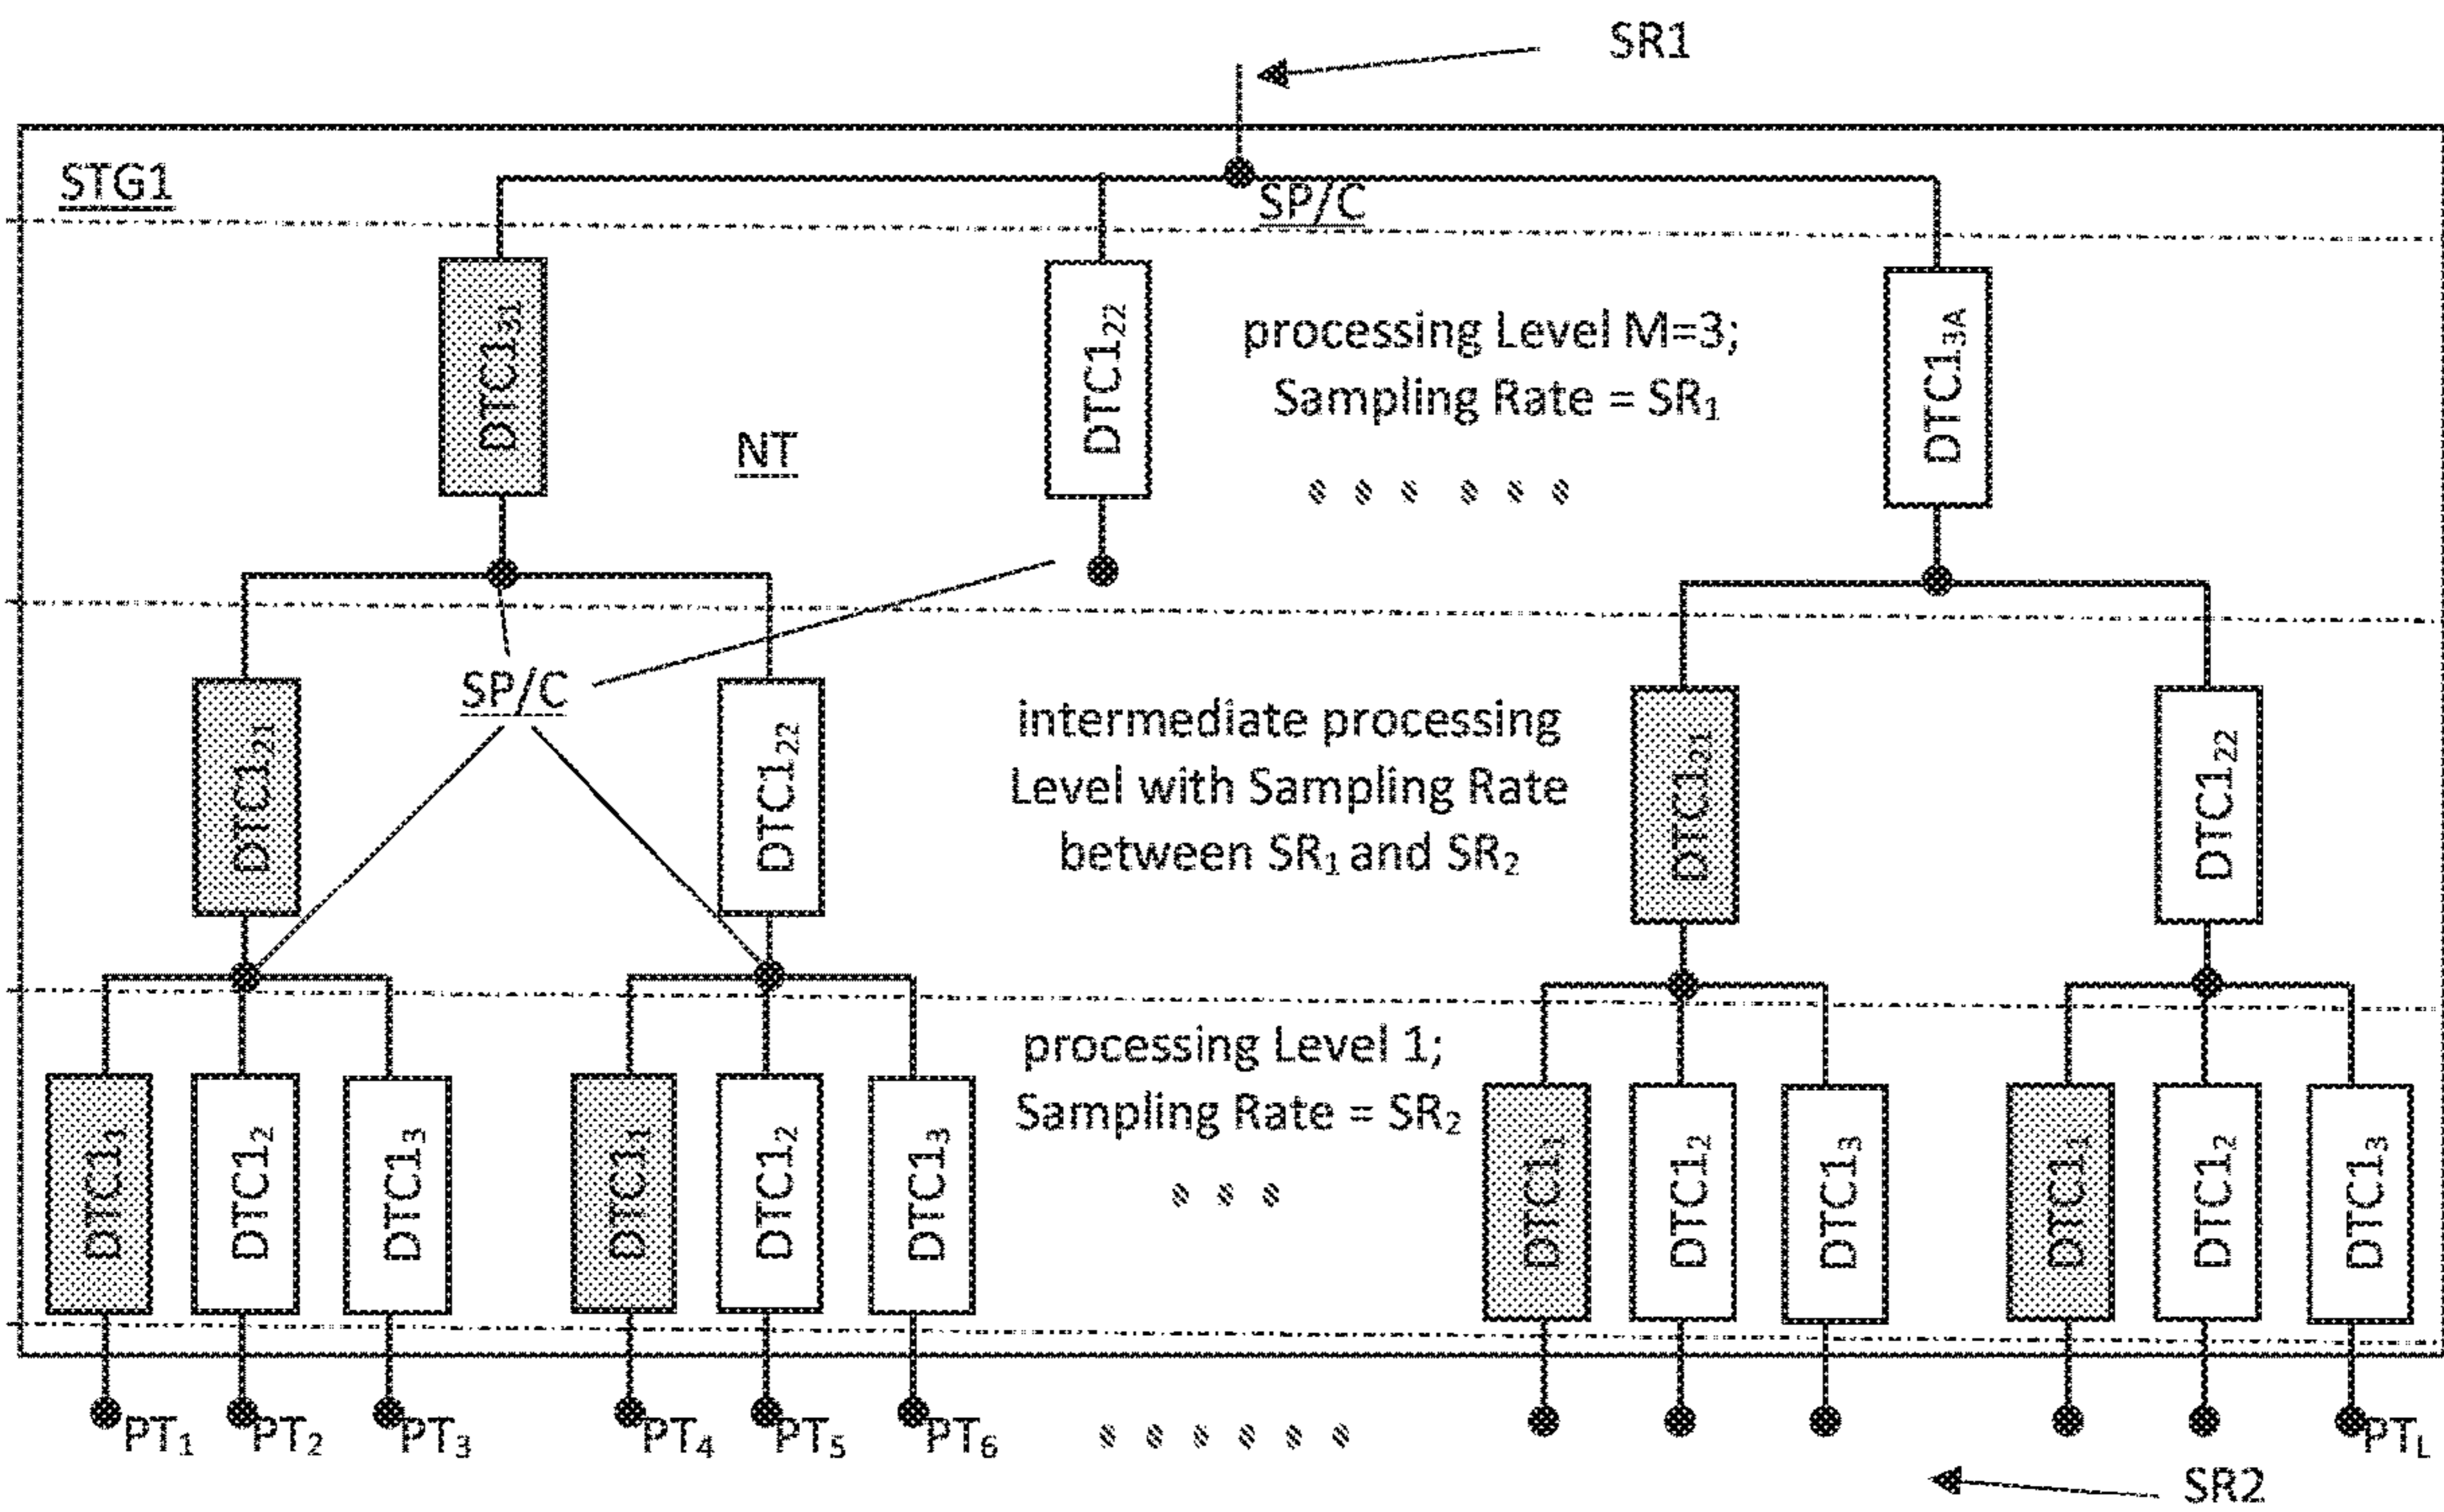 SR1
STG1
SP/C
DTC1₃₁
DTC1₂₂
processing Level M=3;
Sampling Rate = SR₁
DTC1₃A
NT
DTC1₂₁
SP/C
DTC1₂₂
intermediate processing
Level with Sampling Rate
between SR₁ and SR₂
DTC1₂₁
DTC1₂₂
processing Level 1;
Sampling Rate = SR₂
DTC1₁
DTC1₂
DTC1₃
DTC1₁
DTC1₂
DTC1₃
DTC1₁
DTC1₂
DTC1₃
DTC1₁
DTC1₂
DTC1₃
PT₁
PT₂
PT₃
PT₄
PT₅
PT₆
PT_L
SR2